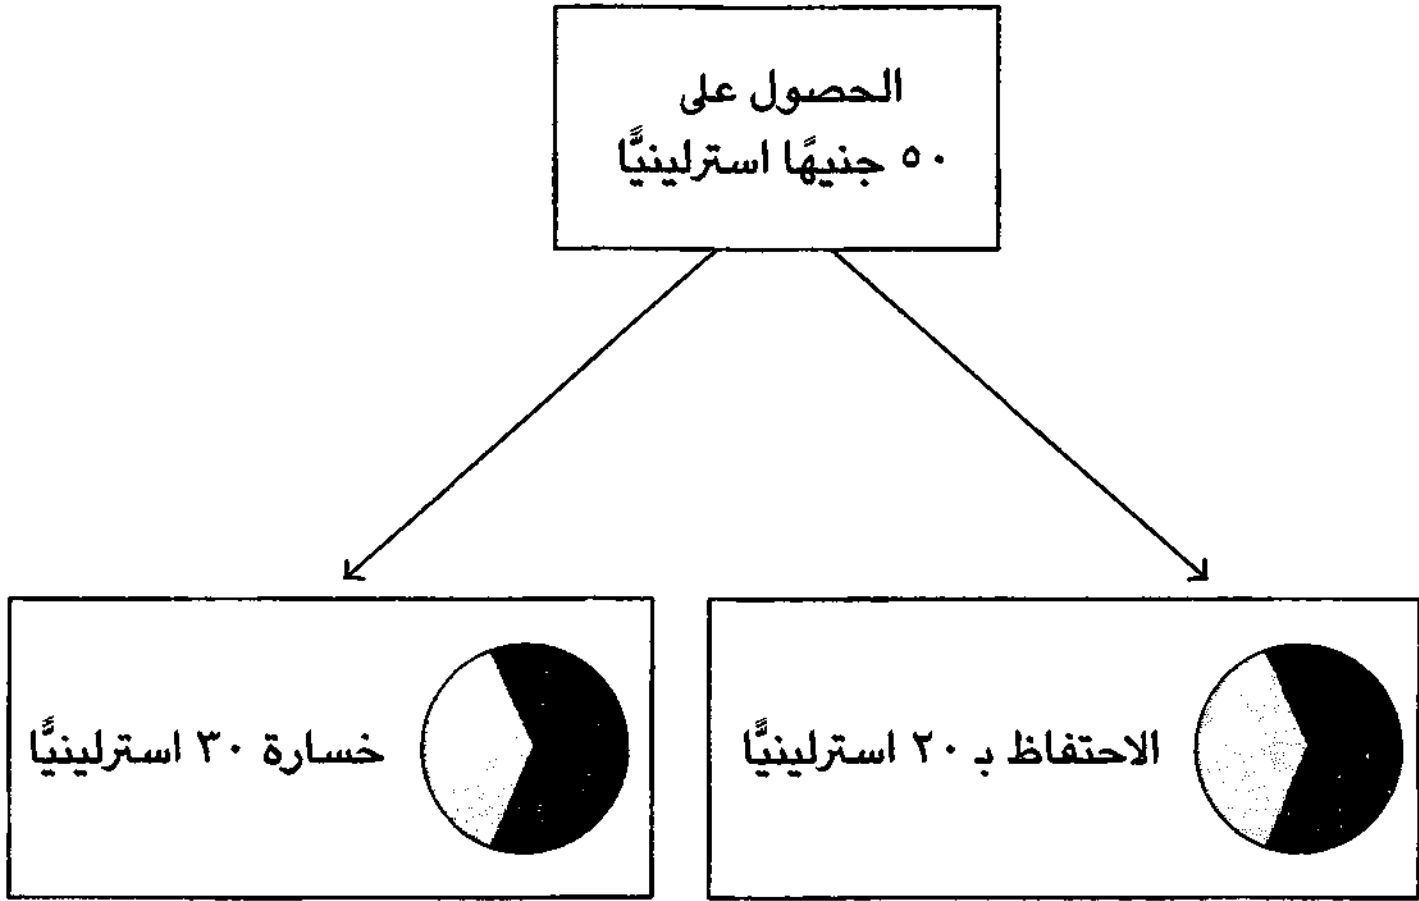 الحصول على
٥٠ جنيهًا استرلينيًّا
الاحتفاظ بـ ٢٠ استرلينيًّا
خسارة ٣٠ استرلينيًّا